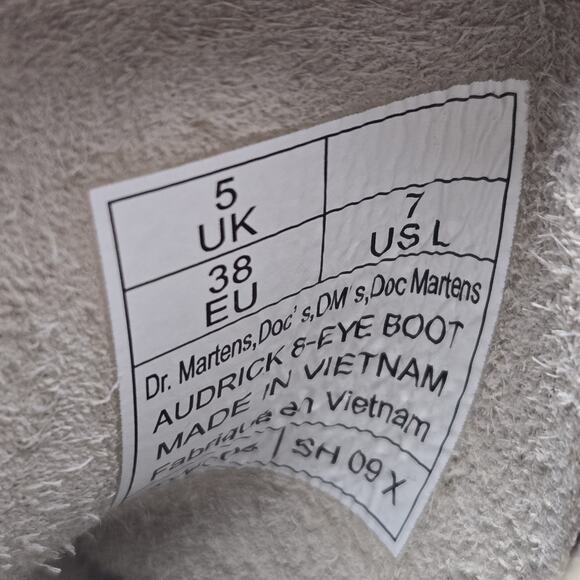 5
UK
7
US L
38
EU
Dr. Martens,Doc's,DM's,Doc Martens
AUDRICK 8-EYE BOOT
MADE IN VIETNAM
Fabriqué en Vietnam
SH 09 X